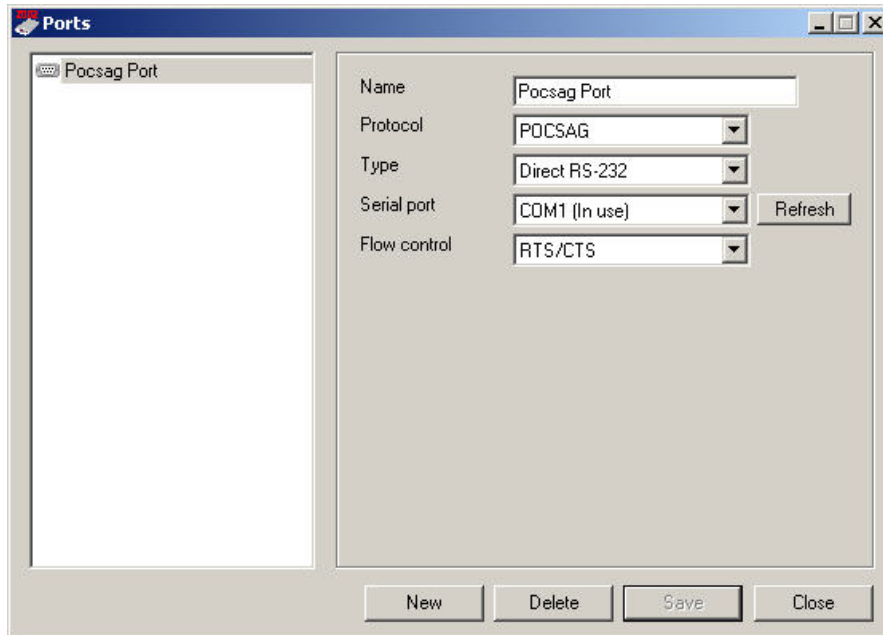 Ports
Pocsag Port
Name
Pocsag Port
Protocol
POCSAG
Type
Direct RS-232
Serial port
COM1 (In use)
Refresh
Flow control
RTS/CTS
New
Delete
Save
Close